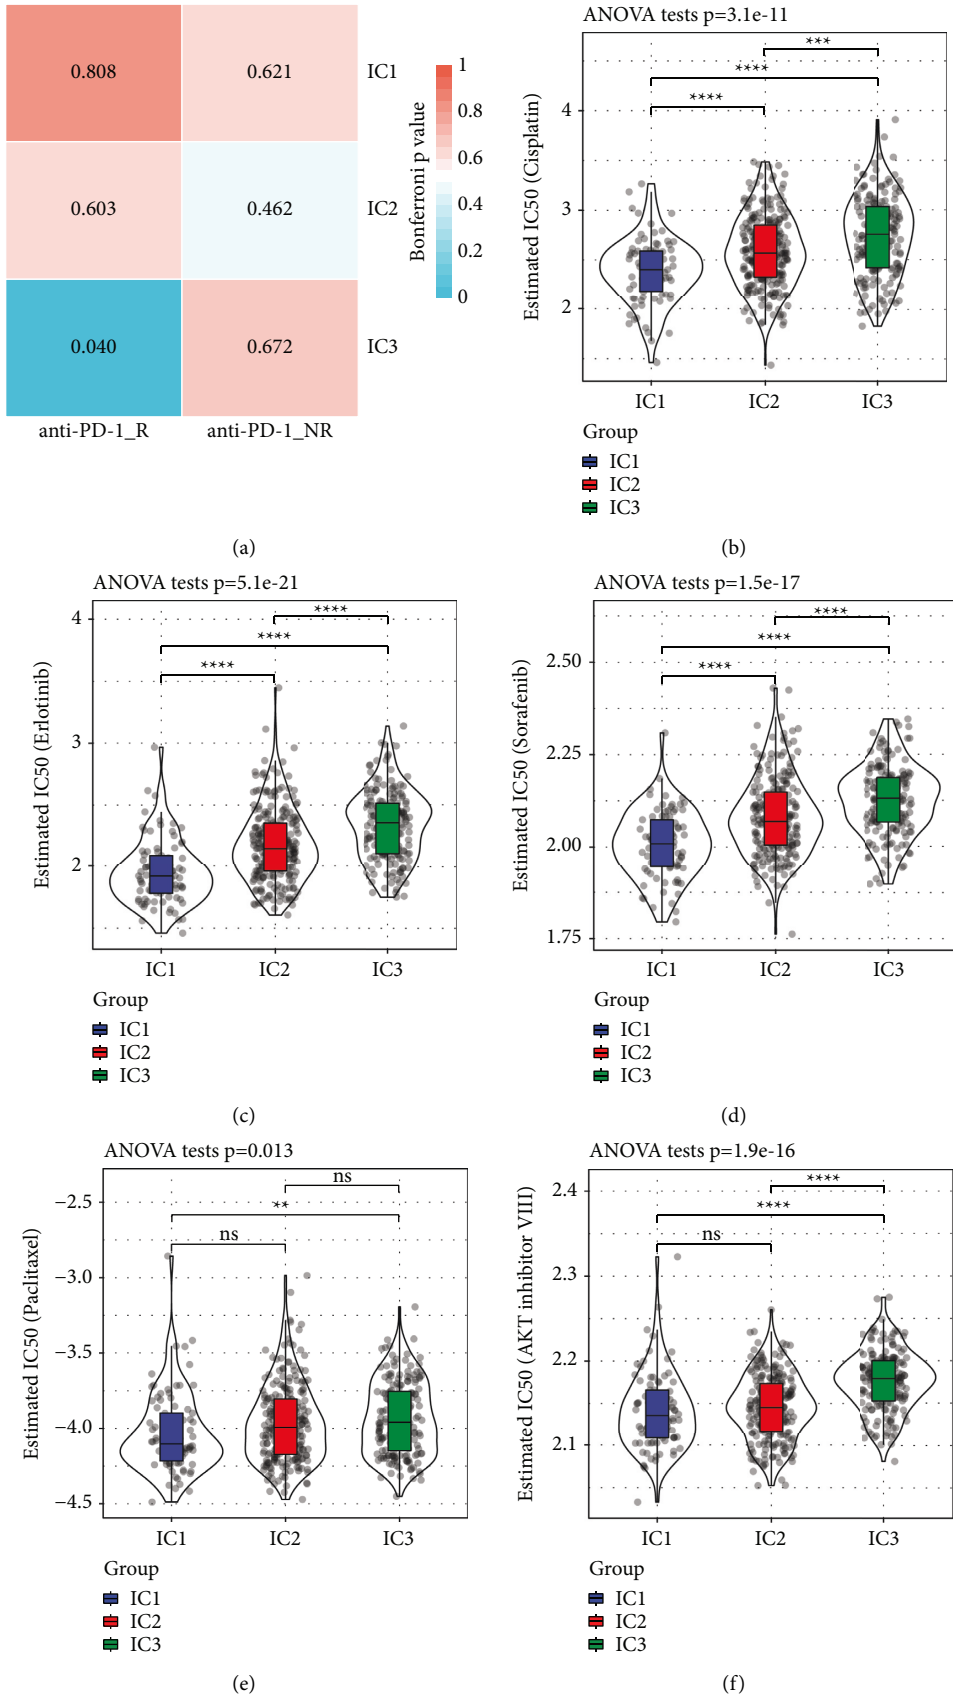 0.808 0.621 IC1
0.603 0.462 IC2
0.040 0.672 IC3
anti-PD-1_R anti-PD-1_NR
Bonferroni p value
1
0.8
0.6
0.4
0.2
0
(a)
ANOVA tests p=3.1e-11
***
****
****
Estimated IC50 (Cisplatin)
4
3
2
IC1 IC2 IC3
Group
IC1
IC2
IC3
(b)
ANOVA tests p=5.1e-21
****
****
****
Estimated IC50 (Erlotinib)
4
3
2
IC1 IC2 IC3
Group
IC1
IC2
IC3
(c)
ANOVA tests p=1.5e-17
****
****
****
Estimated IC50 (Sorafenib)
2.50
2.25
2.00
1.75
IC1 IC2 IC3
Group
IC1
IC2
IC3
(d)
ANOVA tests p=0.013
ns
**
ns
Estimated IC50 (Paclitaxel)
−2.5
−3.0
−3.5
−4.0
−4.5
IC1 IC2 IC3
Group
IC1
IC2
IC3
(e)
ANOVA tests p=1.9e-16
****
****
ns
Estimated IC50 (AKT inhibitor VIII)
2.4
2.3
2.2
2.1
IC1 IC2 IC3
Group
IC1
IC2
IC3
(f)